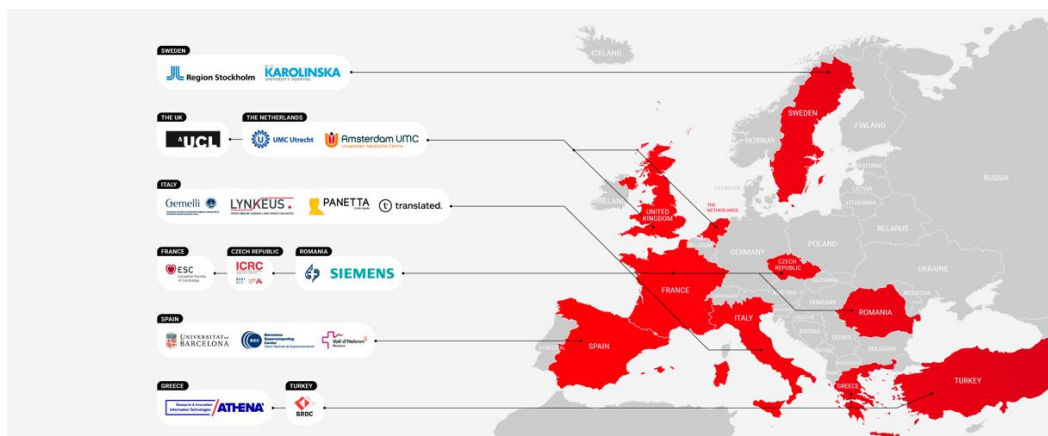 SWEDEN
Region Stockholm
KAROLINSKA
UNIVERSITY HOSPITAL
THE UK
THE NETHERLANDS
UCL
UMC Utrecht
Amsterdam UMC
Universitair Medische Centra
ITALY
Gemelli
LYNKEUS.
PANETTA
translated.
FRANCE
CZECH REPUBLIC
ROMANIA
ESC
European Society
of Cardiology
ICRC
SIEMENS
SPAIN
UNIVERSITAT DE
BARCELONA
BSC
Barcelona
Supercomputing
Center
Centro Nacional de Supercomputación
Vall d'Hebron
Recerca
GREECE
TURKEY
Research & Innovation
Information Technologies
ATHENA
SRDC
ICELAND
SWEDEN
NORWAY
FINLAND
RUSSIA
ESTONIA
LATVIA
LITHUANIA
DENMARK
IRELAND
UNITED
KINGDOM
THE
NETHERLANDS
BELGIUM
GERMANY
POLAND
BELARUS
CZECH
REPUBLIC
UKRAINE
SLOVAKIA
AUSTRIA
HUNGARY
MOLDOVA
FRANCE
ROMANIA
ITALY
CROATIA
BOSNIA
SERBIA
BULGARIA
SPAIN
GREECE
TURKEY